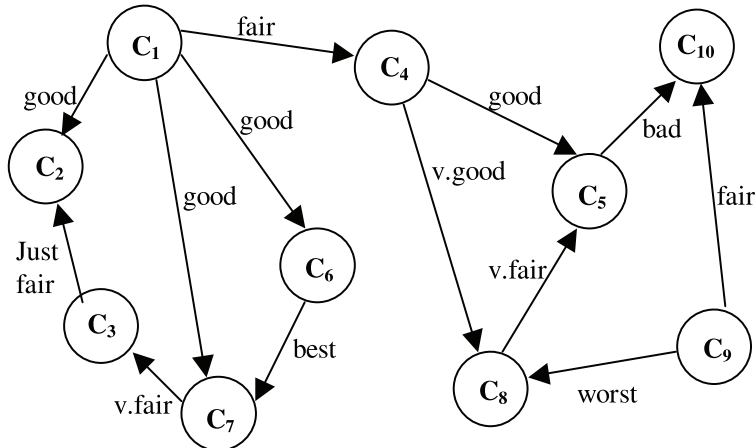 fair
C1
C10
C4
good
good
good
bad
v.good
C2
good
C5
fair
Just
fair
C6
v.fair
C3
best
C9
v.fair
C7
C8
worst